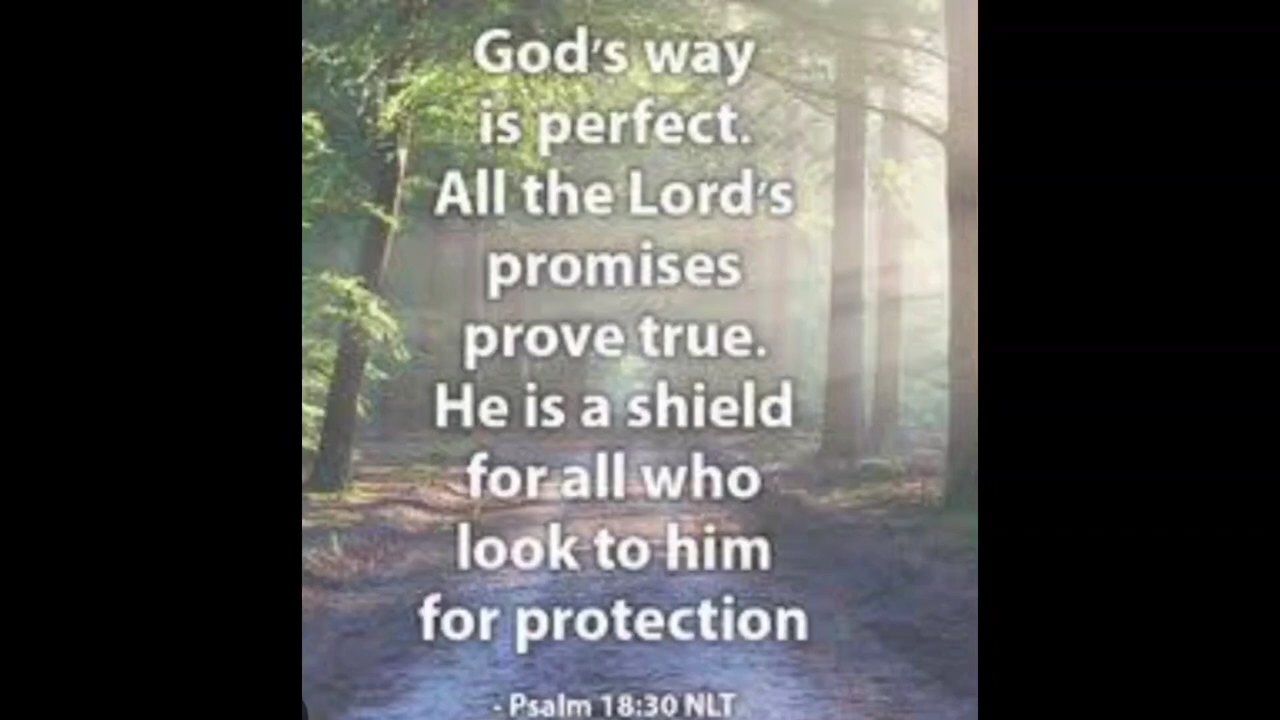 God's way
is perfect.
All the Lord's
promises
prove true.
He is a shield
for all who
look to him
for protection
- Psalm 18:30 NLT